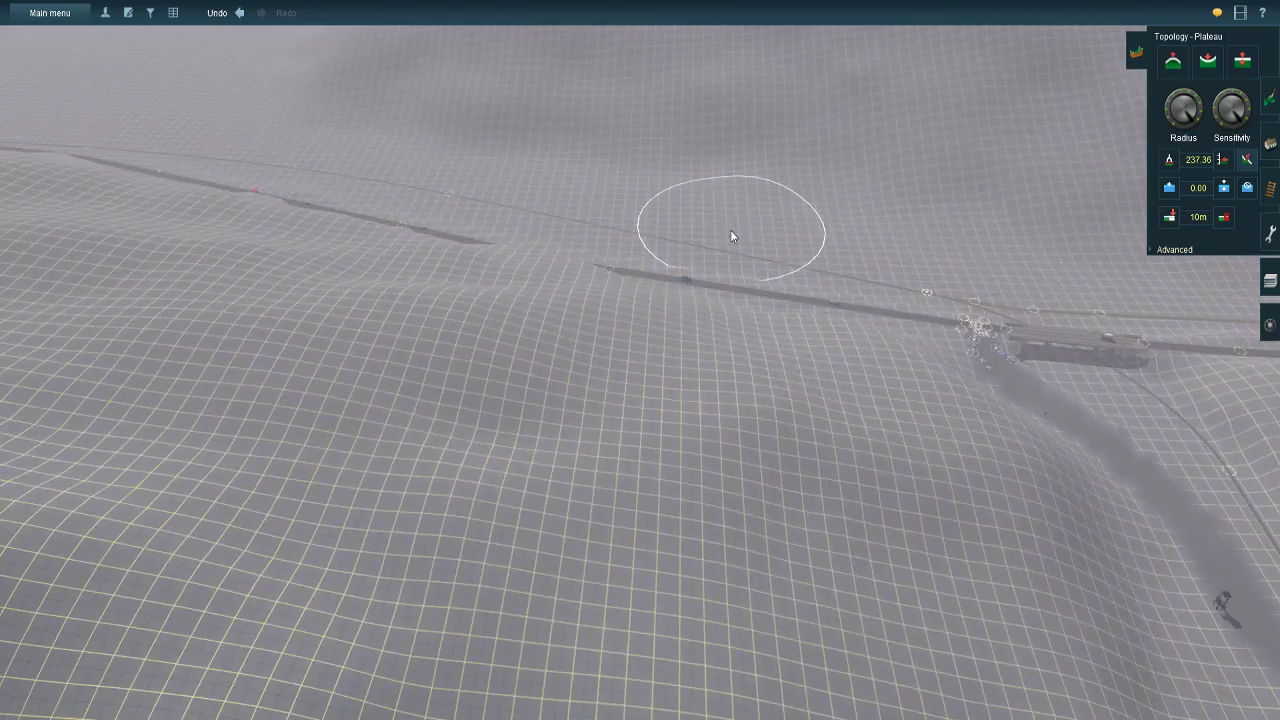 Main menu
Undo
Redo
?
Topology - Plateau
Radius
Sensitivity
237.36
0.00
10m
Advanced